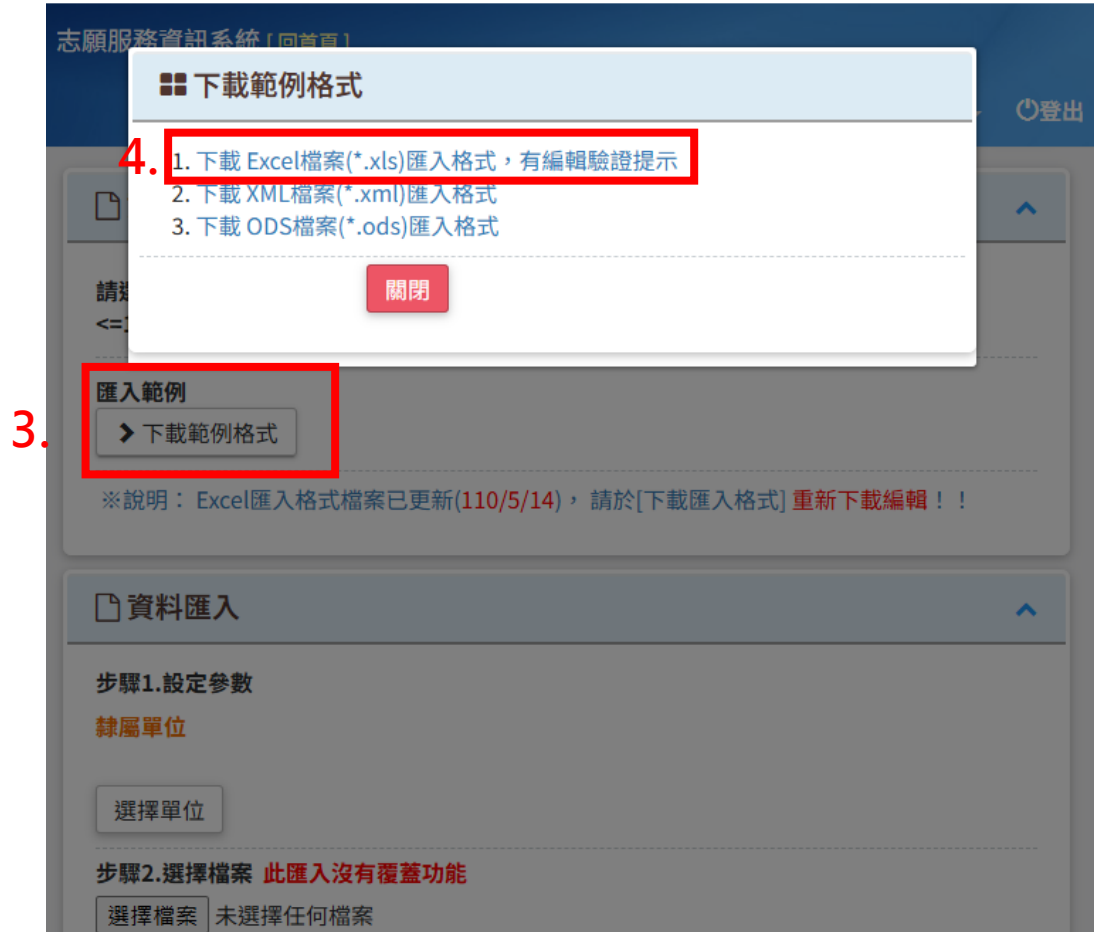 志願服務資訊系統 [ 回首頁 ]
下載範例格式
登出
4.
1. 下載 Excel檔案(*.xls)匯入格式，有編輯驗證提示
2. 下載 XML檔案(*.xml)匯入格式
3. 下載 ODS檔案(*.ods)匯入格式
關閉
請
<=
匯入範例
3.
下載範例格式
※說明： Excel匯入格式檔案已更新(110/5/14)， 請於[下載匯入格式] 重新下載編輯！！
資料匯入
步驟1.設定參數
隸屬單位
選擇單位
步驟2.選擇檔案 此匯入沒有覆蓋功能
選擇檔案 未選擇任何檔案